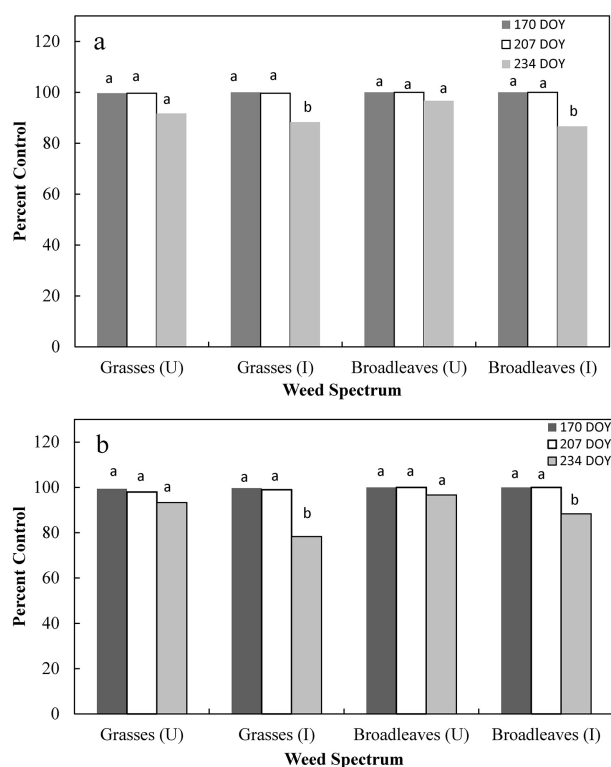 a
170 DOY
207 DOY
234 DOY
120
100
80
60
40
20
0
Percent Control
a a a a a b a a a a a b
Grasses (U) Grasses (I) Broadleaves (U) Broadleaves (I)
Weed Spectrum
b
170 DOY
207 DOY
234 DOY
120
100
80
60
40
20
0
Percent Control
a a a a a b a a a a a b
Grasses (U) Grasses (I) Broadleaves (U) Broadleaves (I)
Weed Spectrum